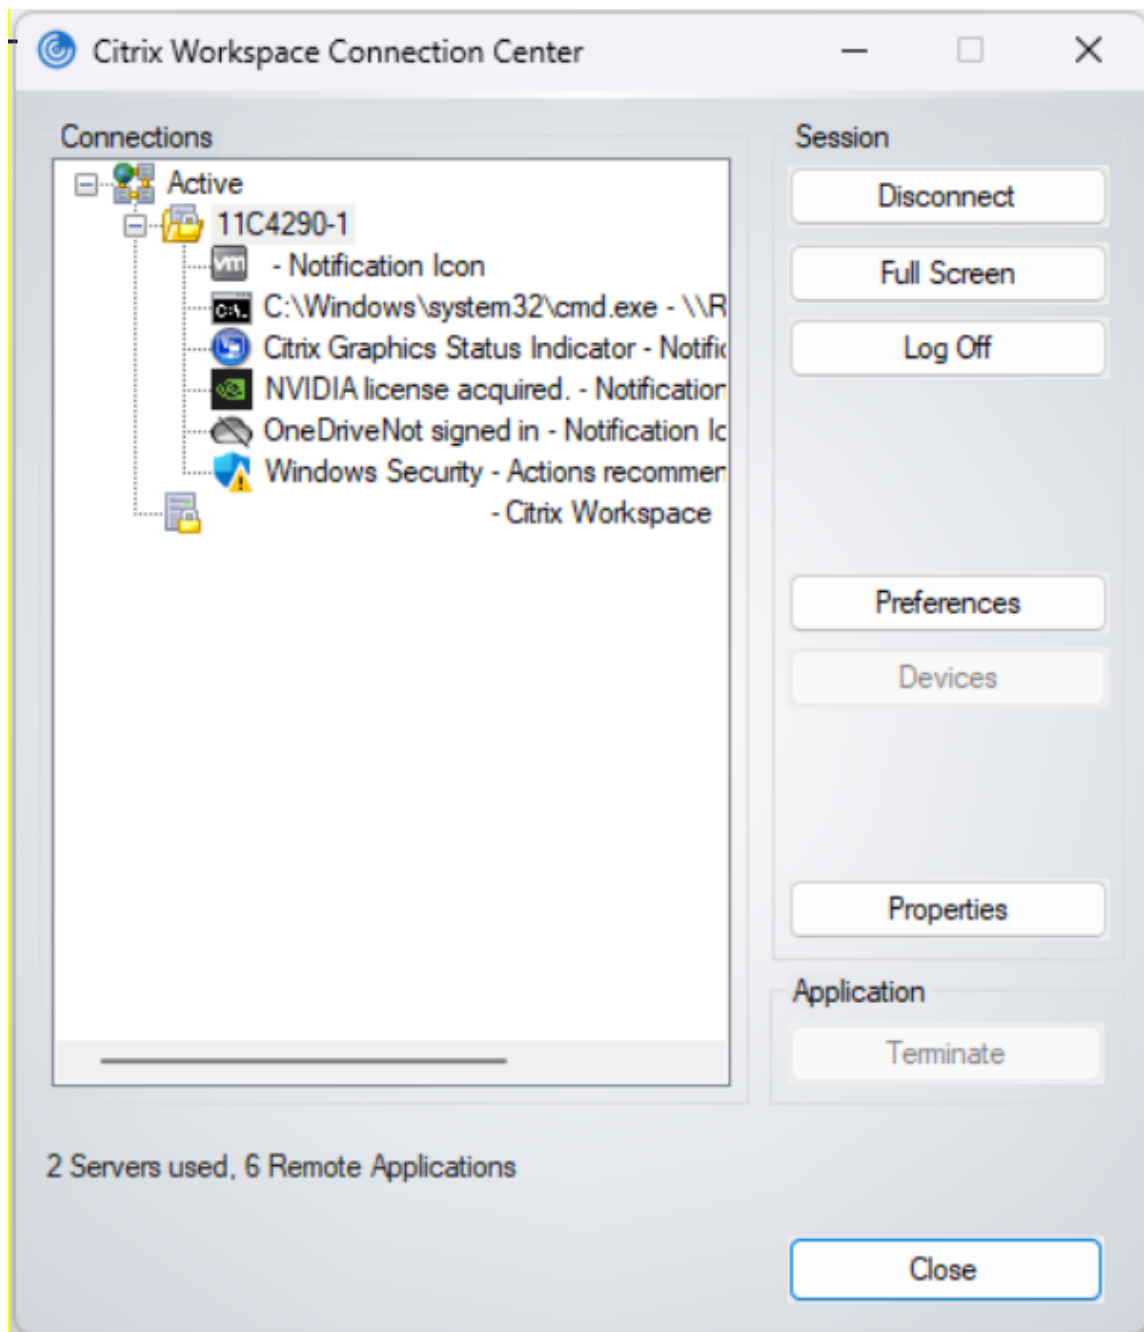 Citrix Workspace Connection Center
Connections
Active
11C4290-1
vm - Notification Icon
C:\Windows\system32\cmd.exe - \\R
Citrix Graphics Status Indicator - Notific
NVIDIA license acquired. - Notification
OneDriveNot signed in - Notification Ic
Windows Security - Actions recommen
- Citrix Workspace
Session
Disconnect
Full Screen
Log Off
Preferences
Devices
Properties
Application
Terminate
2 Servers used, 6 Remote Applications
Close